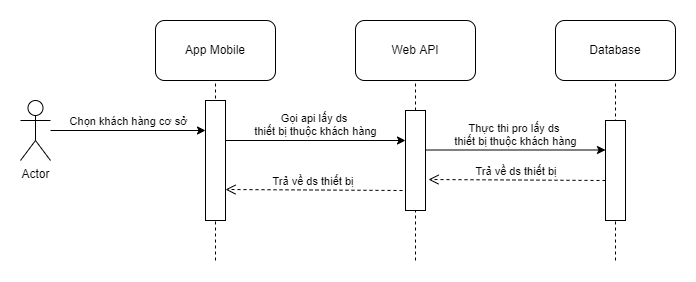 App Mobile
Web API
Database
Chọn khách hàng cơ sở
Gọi api lấy ds
thiết bị thuộc khách hàng
Thực thi pro lấy ds
thiết bị thuộc khách hàng
Trả về ds thiết bị
Trả về ds thiết bị
Actor